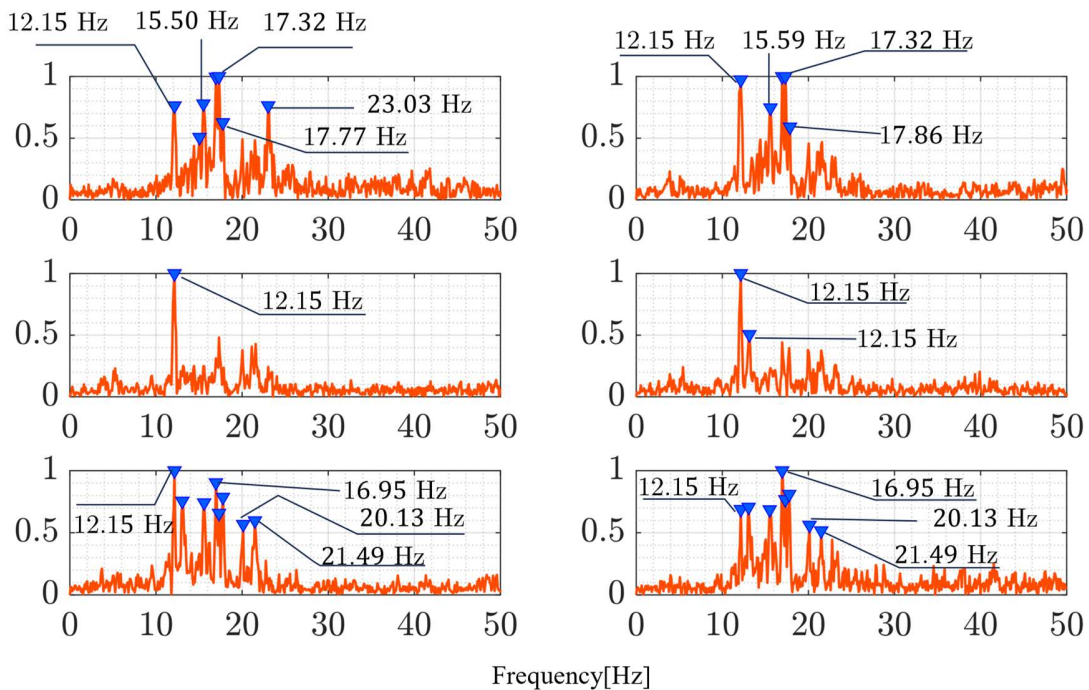 12.15 Hz 15.50 Hz 17.32 Hz
23.03 Hz
17.77 Hz
1
0.5
0
0 10 20 30 40 50
12.15 Hz 15.59 Hz 17.32 Hz
17.86 Hz
1
0.5
0
0 10 20 30 40 50
12.15 Hz
1
0.5
0
0 10 20 30 40 50
12.15 Hz
12.15 Hz
1
0.5
0
0 10 20 30 40 50
16.95 Hz
12.15 Hz
20.13 Hz
21.49 Hz
1
0.5
0
0 10 20 30 40 50
12.15 Hz
16.95 Hz
20.13 Hz
21.49 Hz
1
0.5
0
0 10 20 30 40 50
Frequency[Hz]